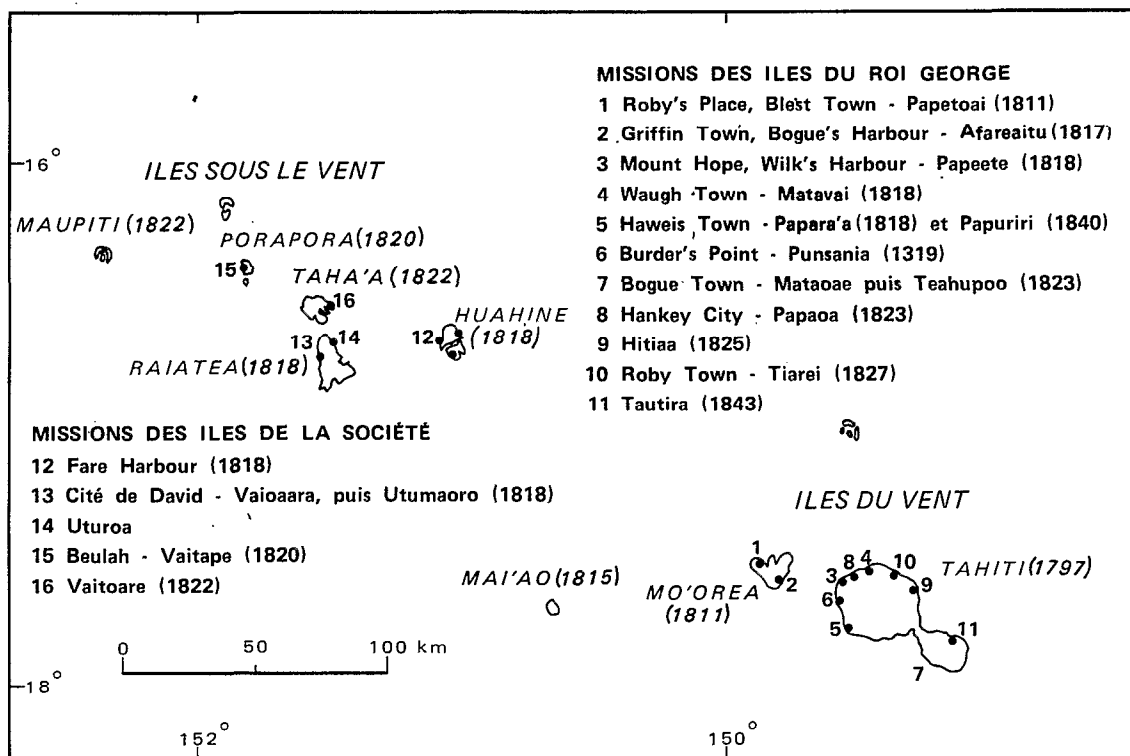 MISSIONS DES ILES DU ROI GEORGE
1 Roby's Place, Blest Town - Papetoai (1811)
2 Griffin Town, Bogue's Harbour - Afareaitu (1817)
3 Mount Hope, Wilk's Harbour - Papeete (1818)
4 Waugh Town - Matavai (1818)
5 Haweis Town - Papara'a (1818) et Papuriri (1840)
6 Burder's Point - Punsania (1319)
7 Bogue Town - Mataoae puis Teahupoo (1823)
8 Hankey City - Papaoa (1823)
9 Hitiaa (1825)
10 Roby Town - Tiarei (1827)
11 Tautira (1843)
16°
ILES SOUS LE VENT
MAUPITI (1822)
PORAPORA (1820)
15
TAHA'A (1822)
16
HUAHINE
(1818)
12
13
14
RAIATEA (1818)
MISSIONS DES ILES DE LA SOCIÉTÉ
12 Fare Harbour (1818)
13 Cité de David - Vaioaara, puis Utumaoro (1818)
14 Uturoa
15 Beulah - Vaitape (1820)
16 Vaitoare (1822)
ILES DU VENT
MAI'AO (1815)
MO'OREA
(1811)
1
2
TAHITI (1797)
3
8
4
10
9
6
5
11
7
0 50 100 km
18°
152°
150°